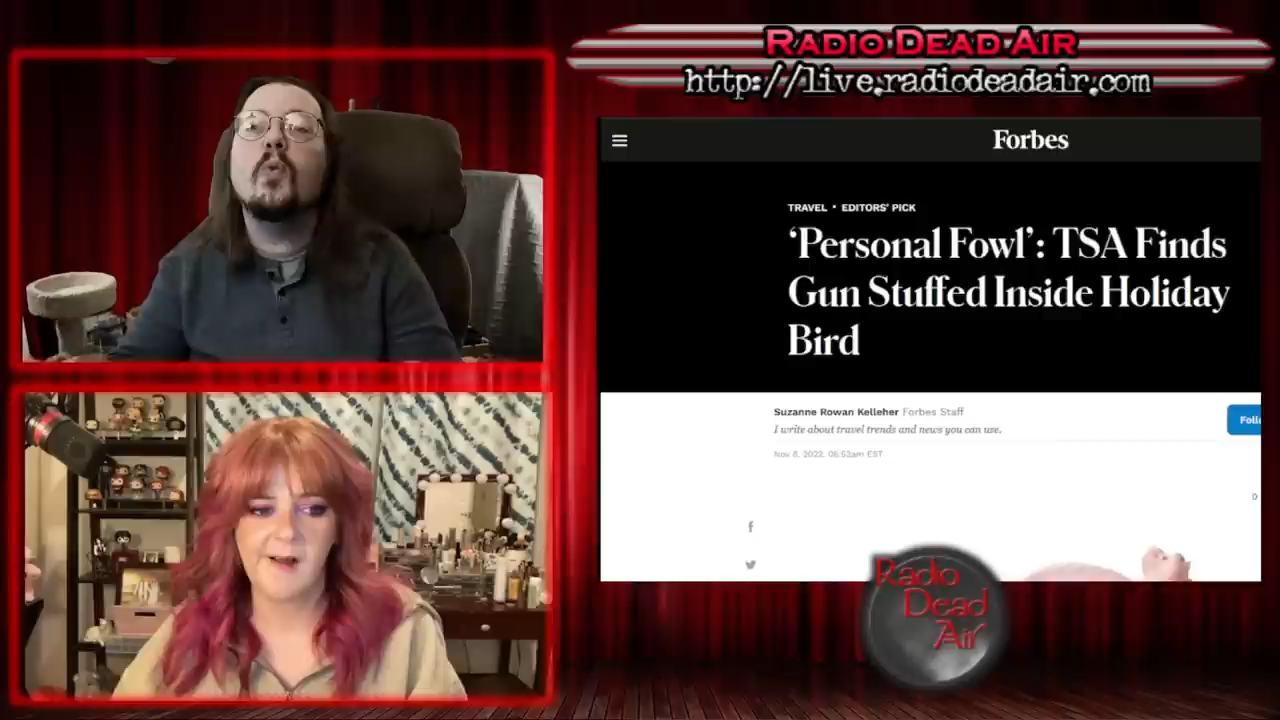 Radio Dead Air
http://live.radiodeadair.com
Forbes
TRAVEL • EDITORS' PICK
‘Personal Fowl’: TSA Finds
Gun Stuffed Inside Holiday
Bird
Suzanne Rowan Kelleher Forbes Staff
I write about travel trends and news you can use.
Nov 8, 2022, 08:52am EST
Radio
Dead
Air